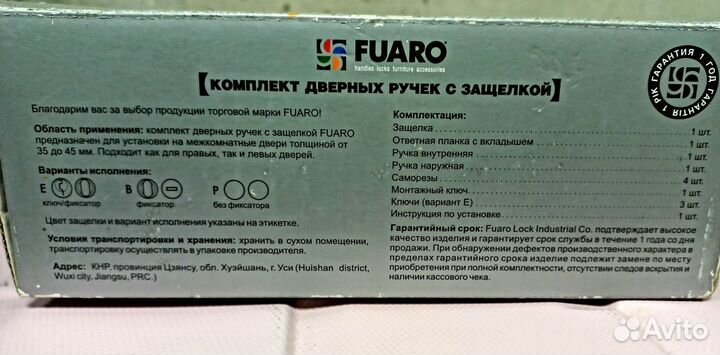 FUARO
handles locks furniture accessories
【КОМПЛЕКТ ДВЕРНЫХ РУЧЕК С ЗАЩЕЛКОЙ】
ГАРАНТИЯ 1 ГОД
ГАРАНТІЯ 1 РІК
Благодарим вас за выбор продукции торговой марки FUARO!
Область применения: комплект дверных ручек с защелкой FUARO
предназначен для установки на межкомнатные двери толщиной от
35 до 45 мм. Подходит как для правых, так и левых дверей.
Варианты исполнения:
E B P
ключ/фиксатор фиксатор без фиксатора
Цвет защелки и вариант исполнения указаны на этикетке.
Условия транспортировки и хранения: хранить в сухом помещении,
транспортировку осуществлять в упаковке производителя.
Адрес: КНР, провинция Цзянсу, обл. Хуэйшань, г. Уси (Huishan district,
Wuxi city, Jiangsu, PRC.)
Комплектация:
Защелка 1 шт.
Ответная планка с вкладышем 1 шт.
Ручка внутренняя 1 шт.
Ручка наружная 1 шт.
Саморезы 4 шт.
Монтажный ключ 1 шт.
Ключи (вариант E) 3 шт.
Инструкция по установке 1 шт.
Гарантийный срок: Fuaro Lock Industrial Co. подтверждает высокое
качество изделия и гарантирует срок службы в течение 1 года со дня
продажи. При обнаружении дефектов производственного характера в
пределах гарантийного срока изделие подлежит замене по месту
приобретения при полной комплектности, отсутствии следов вскрытия и
наличии кассового чека.
Avito